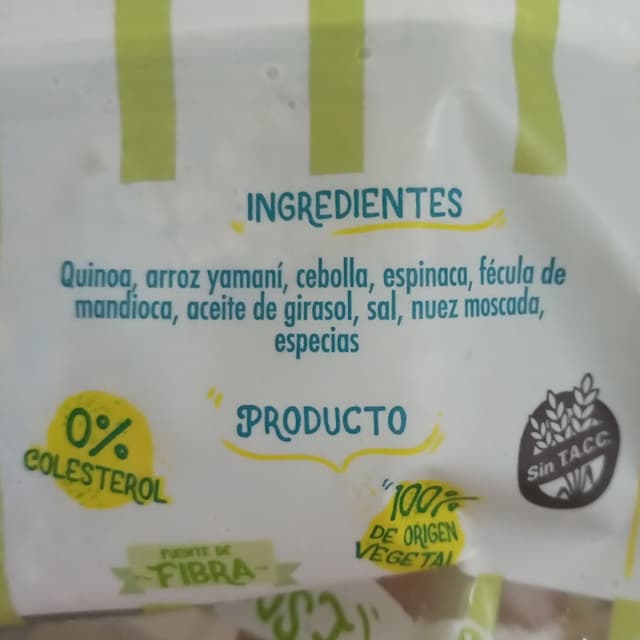 INGREDIENTES
Quinoa, arroz yamaní, cebolla, espinaca, fécula de
mandioca, aceite de girasol, sal, nuez moscada,
especias
PRODUCTO
0%
COLESTEROL
"100%
DE ORIGEN
VEGETAL
Sin T.A.C.C.
FUENTE DE
FIBRA